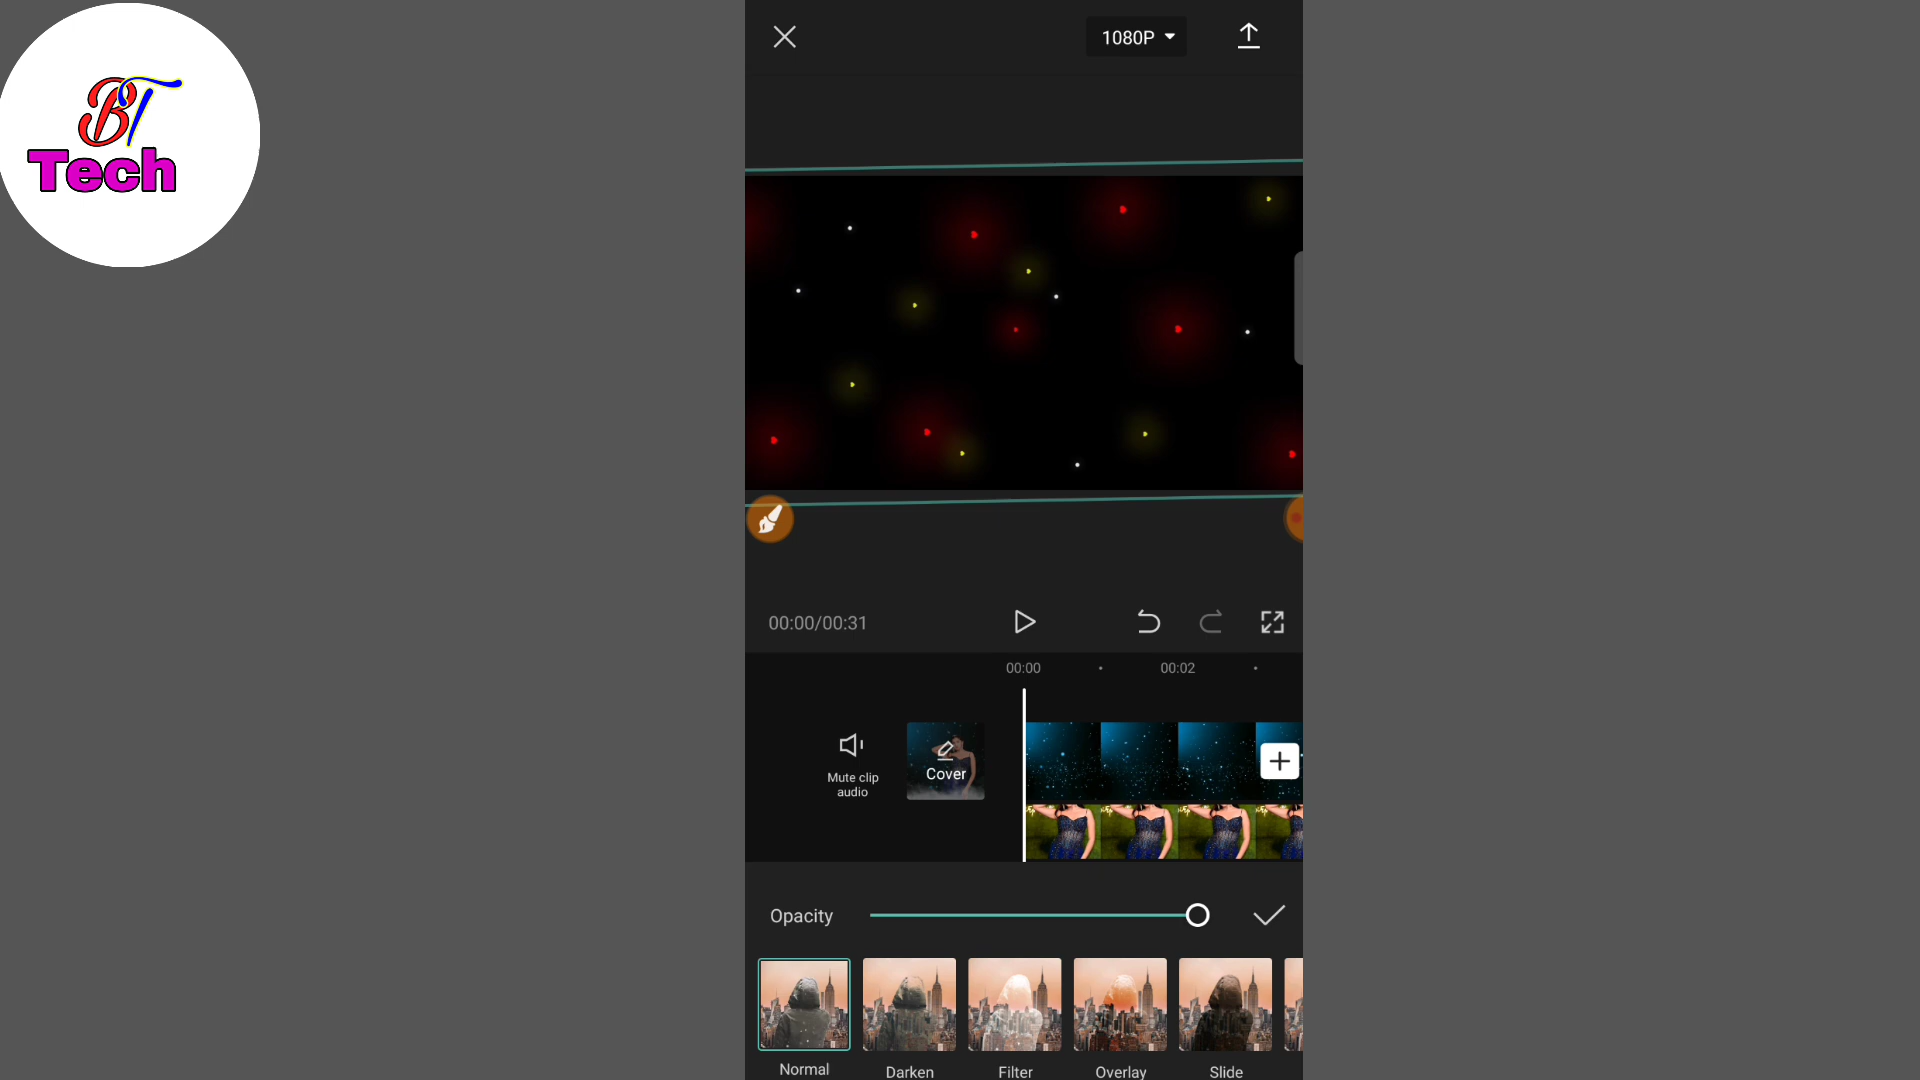 BT
Tech
1080P
00:00/00:31
00:00
00:02
Mute clip
audio
Cover
Opacity
Normal
Darken
Filter
Overlay
Slide